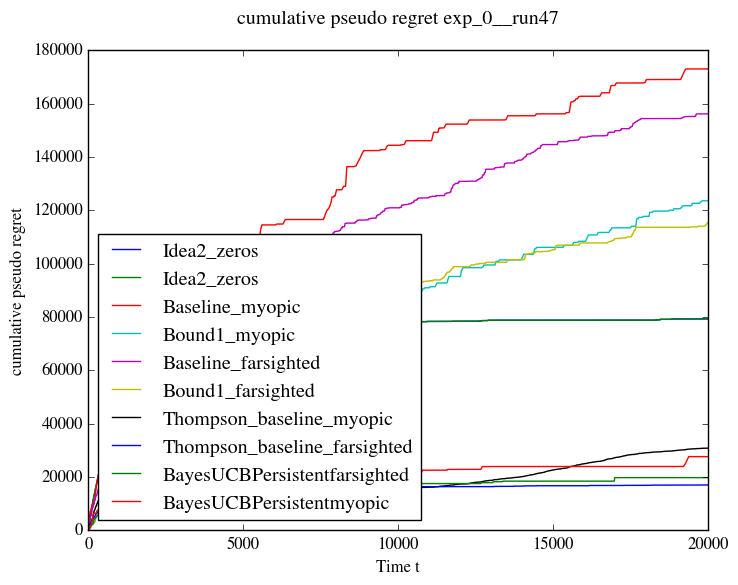 cumulative pseudo regret exp_0__run47
180000
160000
140000
120000
100000
80000
60000
40000
20000
0
cumulative pseudo regret
Idea2_zeros
Idea2_zeros
Baseline_myopic
Bound1_myopic
Baseline_farsighted
Bound1_farsighted
Thompson_baseline_myopic
Thompson_baseline_farsighted
BayesUCBPersistentfarsighted
BayesUCBPersistentmyopic
0 5000 10000 15000 20000
Time t